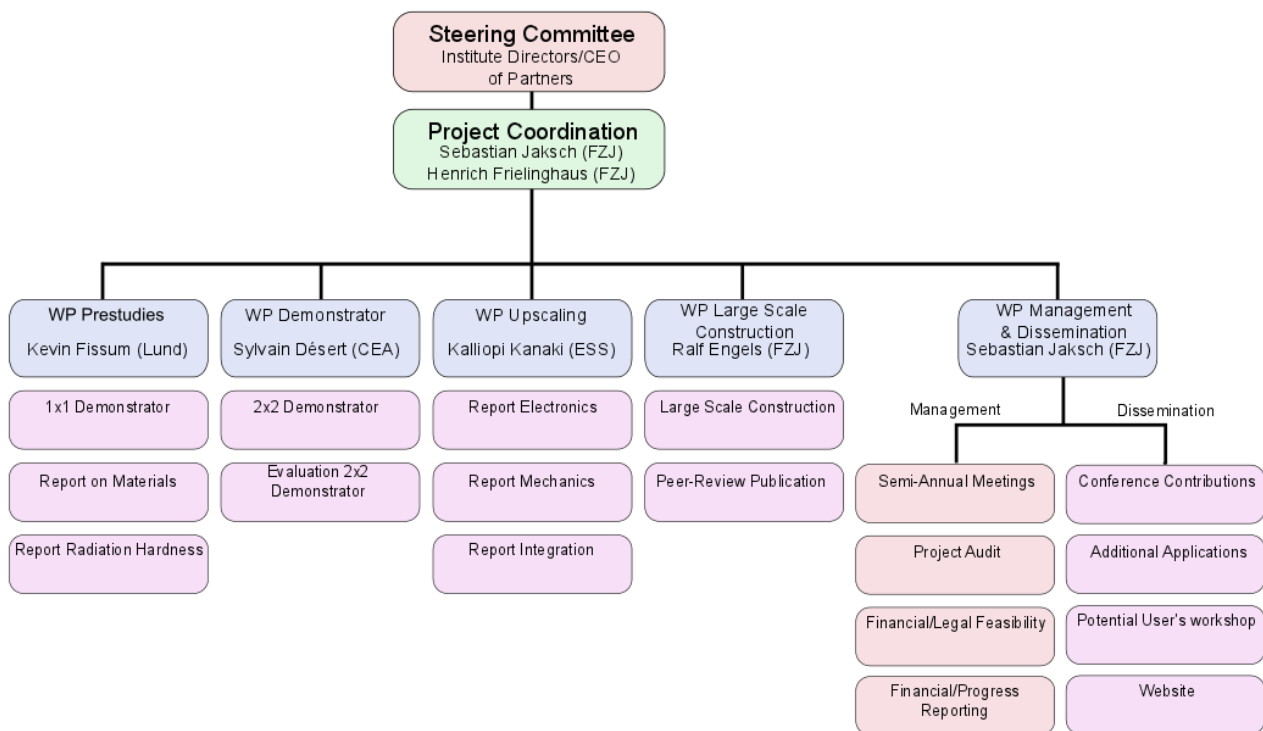 Steering Committee
Institute Directors/CEO
of Partners
Project Coordination
Sebastian Jaksch (FZJ)
Henrich Frielinghaus (FZJ)
WP Prestudies
Kevin Fissum (Lund)
1x1 Demonstrator
Report on Materials
Report Radiation Hardness
WP Demonstrator
Sylvain Désert (CEA)
2x2 Demonstrator
Evaluation 2x2
Demonstrator
WP Upscaling
Kalliopi Kanaki (ESS)
Report Electronics
Report Mechanics
Report Integration
WP Large Scale
Construction
Ralf Engels (FZJ)
Large Scale Construction
Peer-Review Publication
WP Management
& Dissemination
Sebastian Jaksch (FZJ)
Management
Semi-Annual Meetings
Project Audit
Financial/Legal Feasibility
Financial/Progress
Reporting
Dissemination
Conference Contributions
Additional Applications
Potential User's workshop
Website